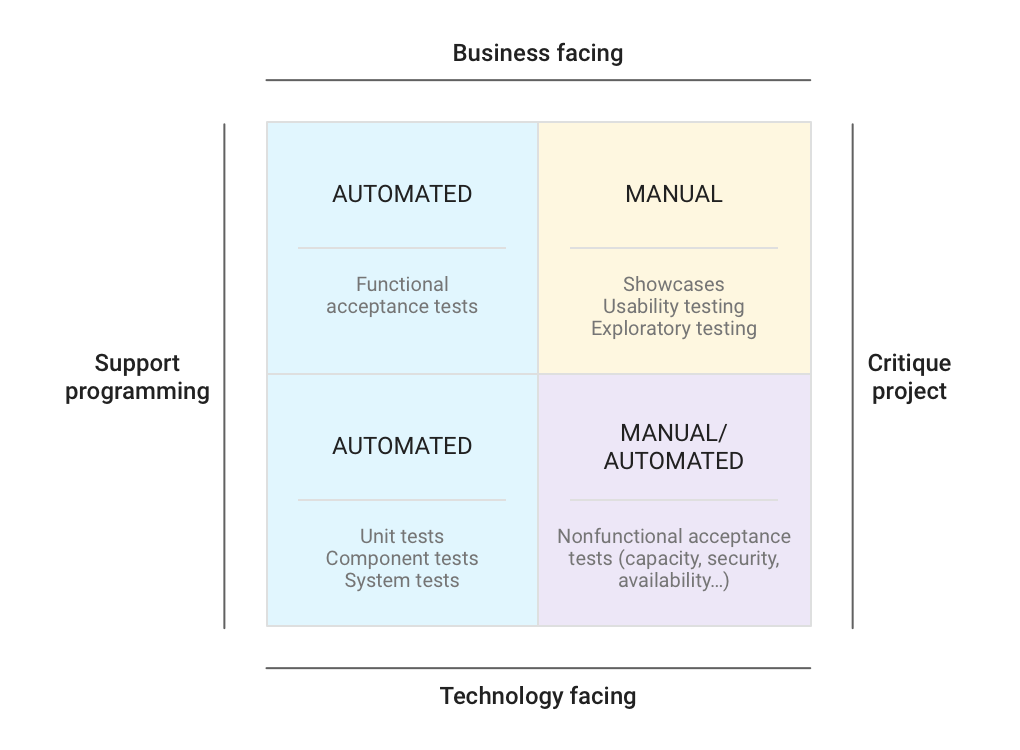 Business facing
AUTOMATED
Functional
acceptance tests
MANUAL
Showcases
Usability testing
Exploratory testing
Support
programming
Critique
project
AUTOMATED
Unit tests
Component tests
System tests
MANUAL/
AUTOMATED
Nonfunctional acceptance
tests (capacity, security,
availability…)
Technology facing